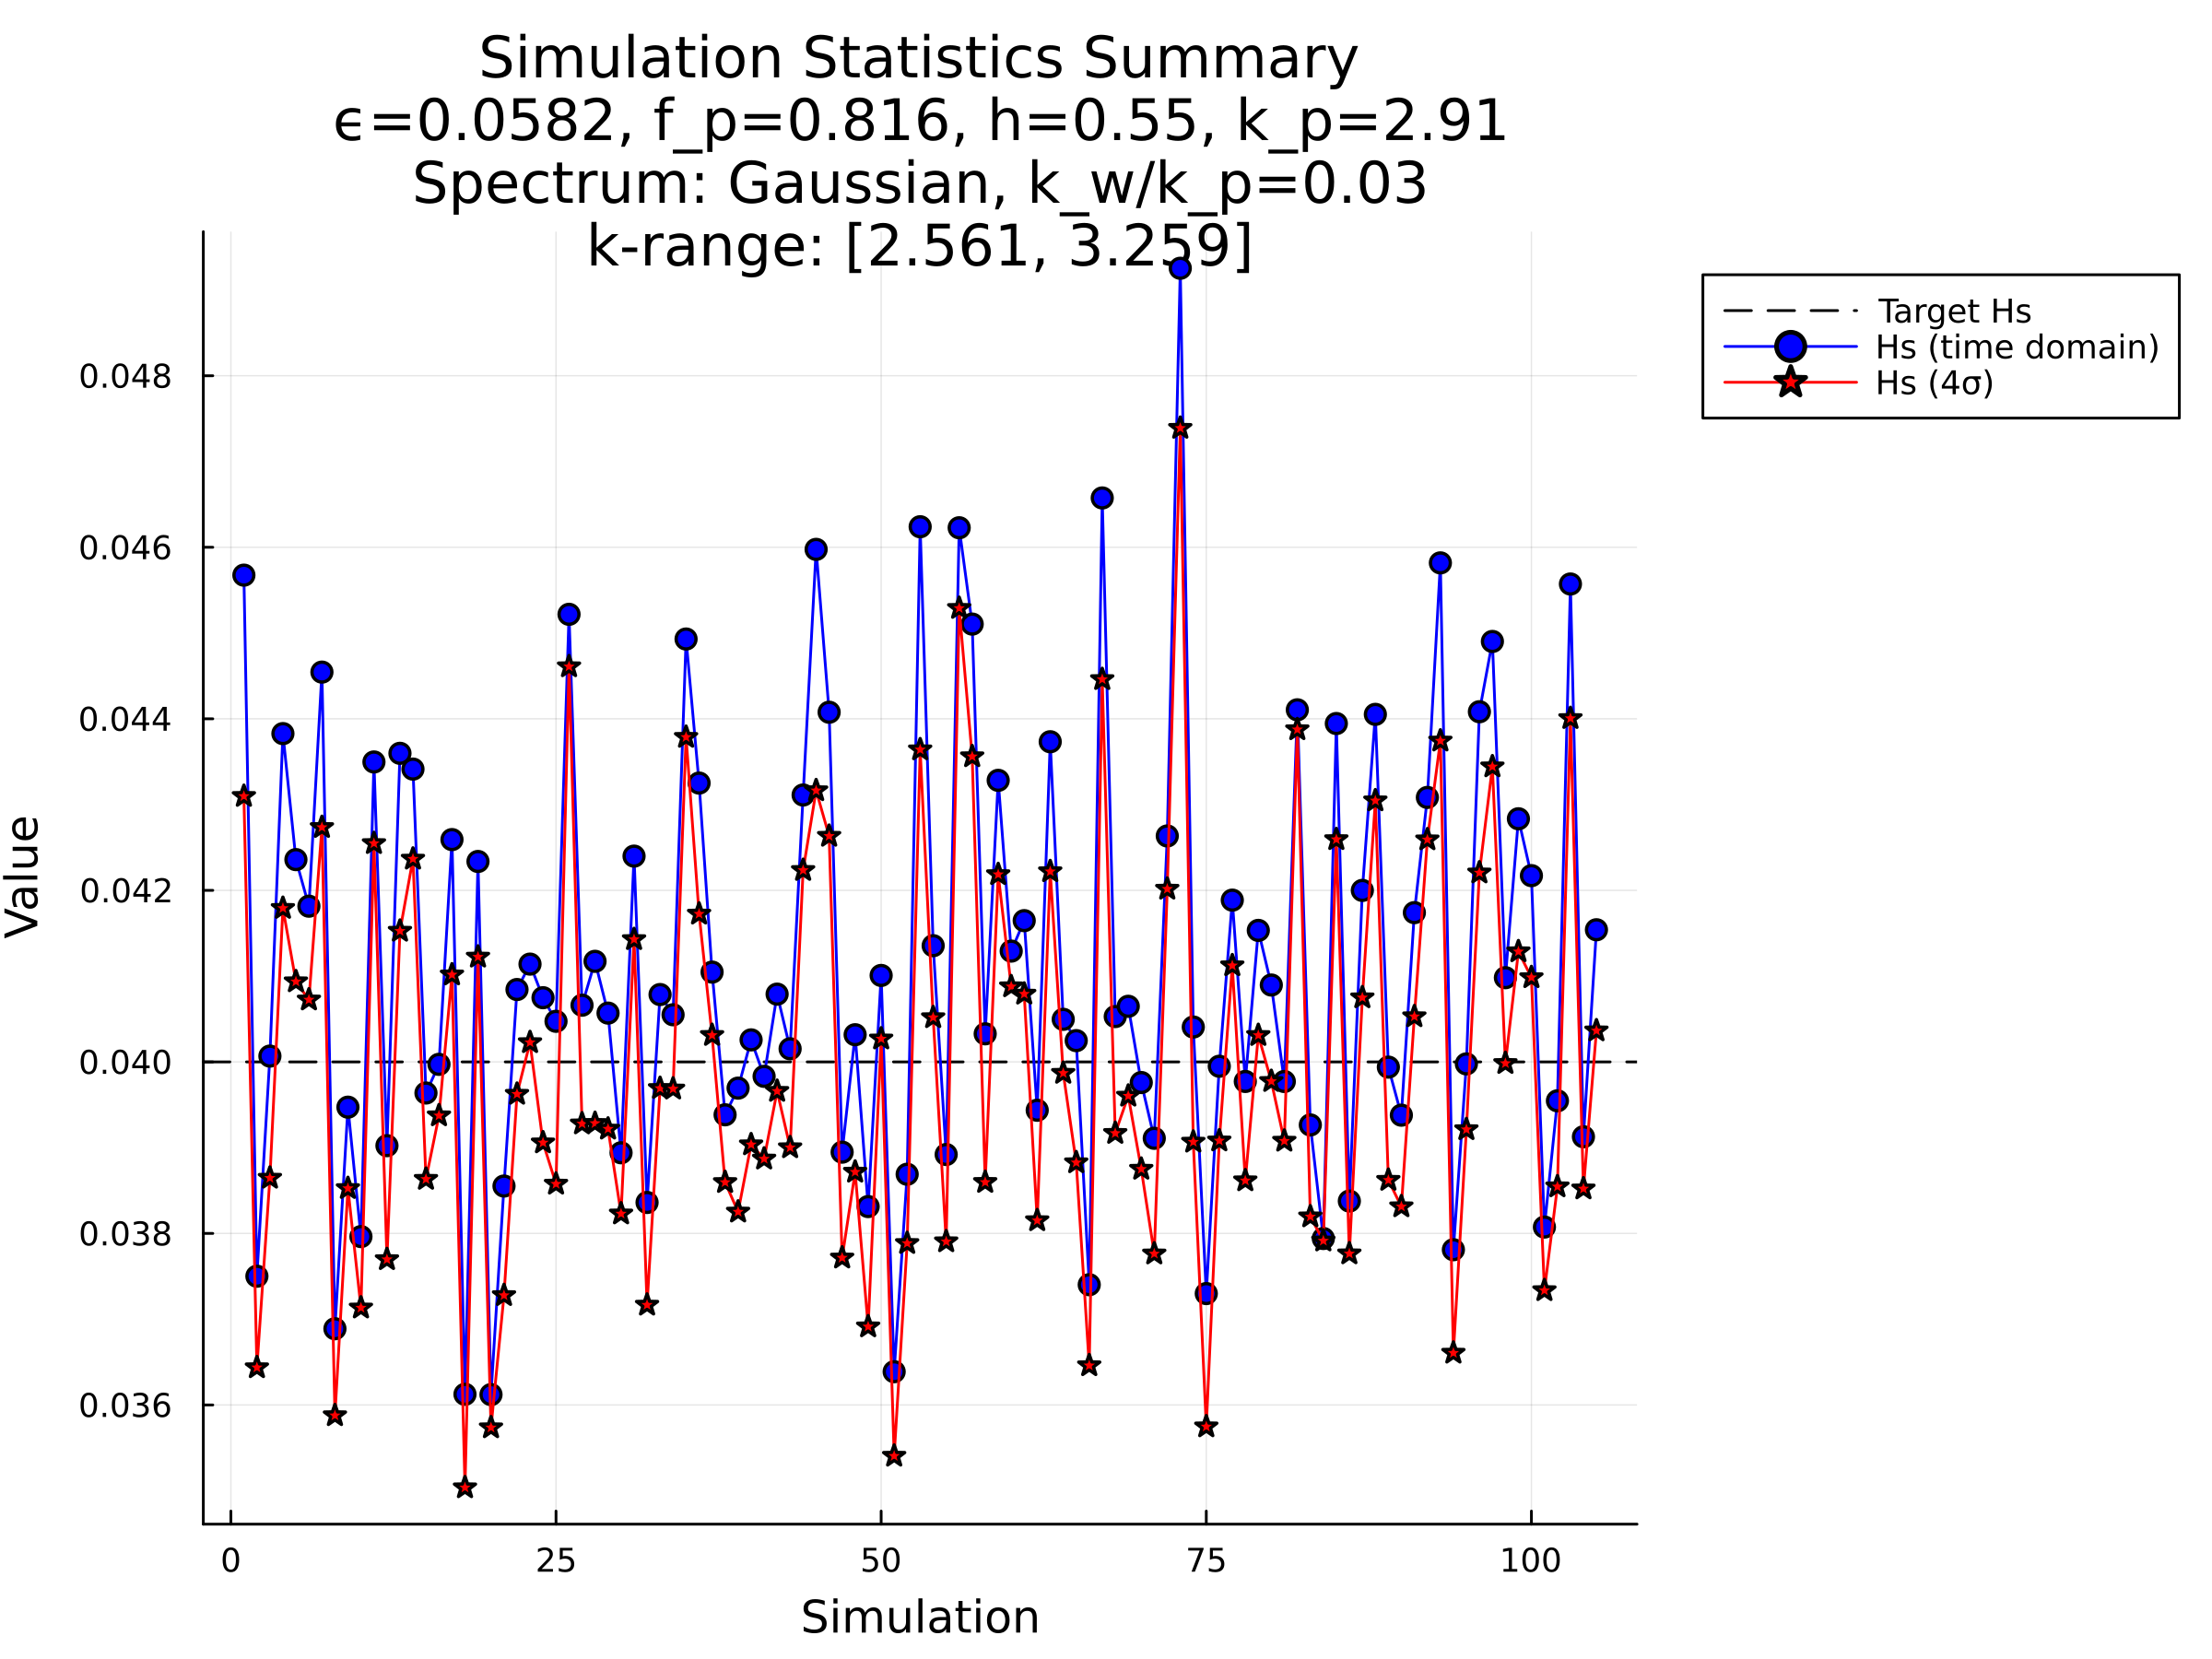 Simulation Statistics Summary
ϵ=0.0582, f_p=0.816, h=0.55, k_p=2.91
Spectrum: Gaussian, k_w/k_p=0.03
k-range: [2.561, 3.259]
Target Hs
Hs (time domain)
Hs (4σ)
0.048
0.046
0.044
0.042
0.040
0.038
0.036
Value
0 25 50 75 100
Simulation